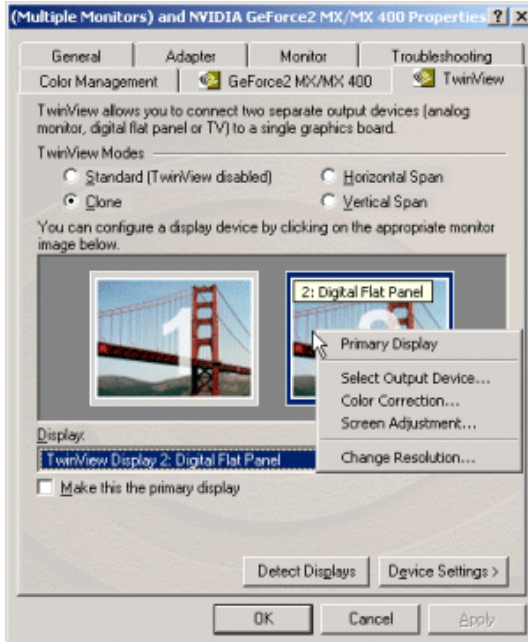 (Multiple Monitors) and NVIDIA GeForce2 MX/MX 400 Properties
General Adapter Monitor Troubleshooting
Color Management GeForce2 MX/MX 400 TwinView
TwinView allows you to connect two separate output devices (analog
monitor, digital flat panel or TV) to a single graphics board.
TwinView Modes
Standard (TwinView disabled) Horizontal Span
Clone Vertical Span
You can configure a display device by clicking on the appropriate monitor
image below.
1
2: Digital Flat Panel
Primary Display
Select Output Device...
Color Correction...
Screen Adjustment...
Change Resolution...
Display:
TwinView Display 2: Digital Flat Panel
Make this the primary display
Detect Displays Device Settings >
OK Cancel Apply